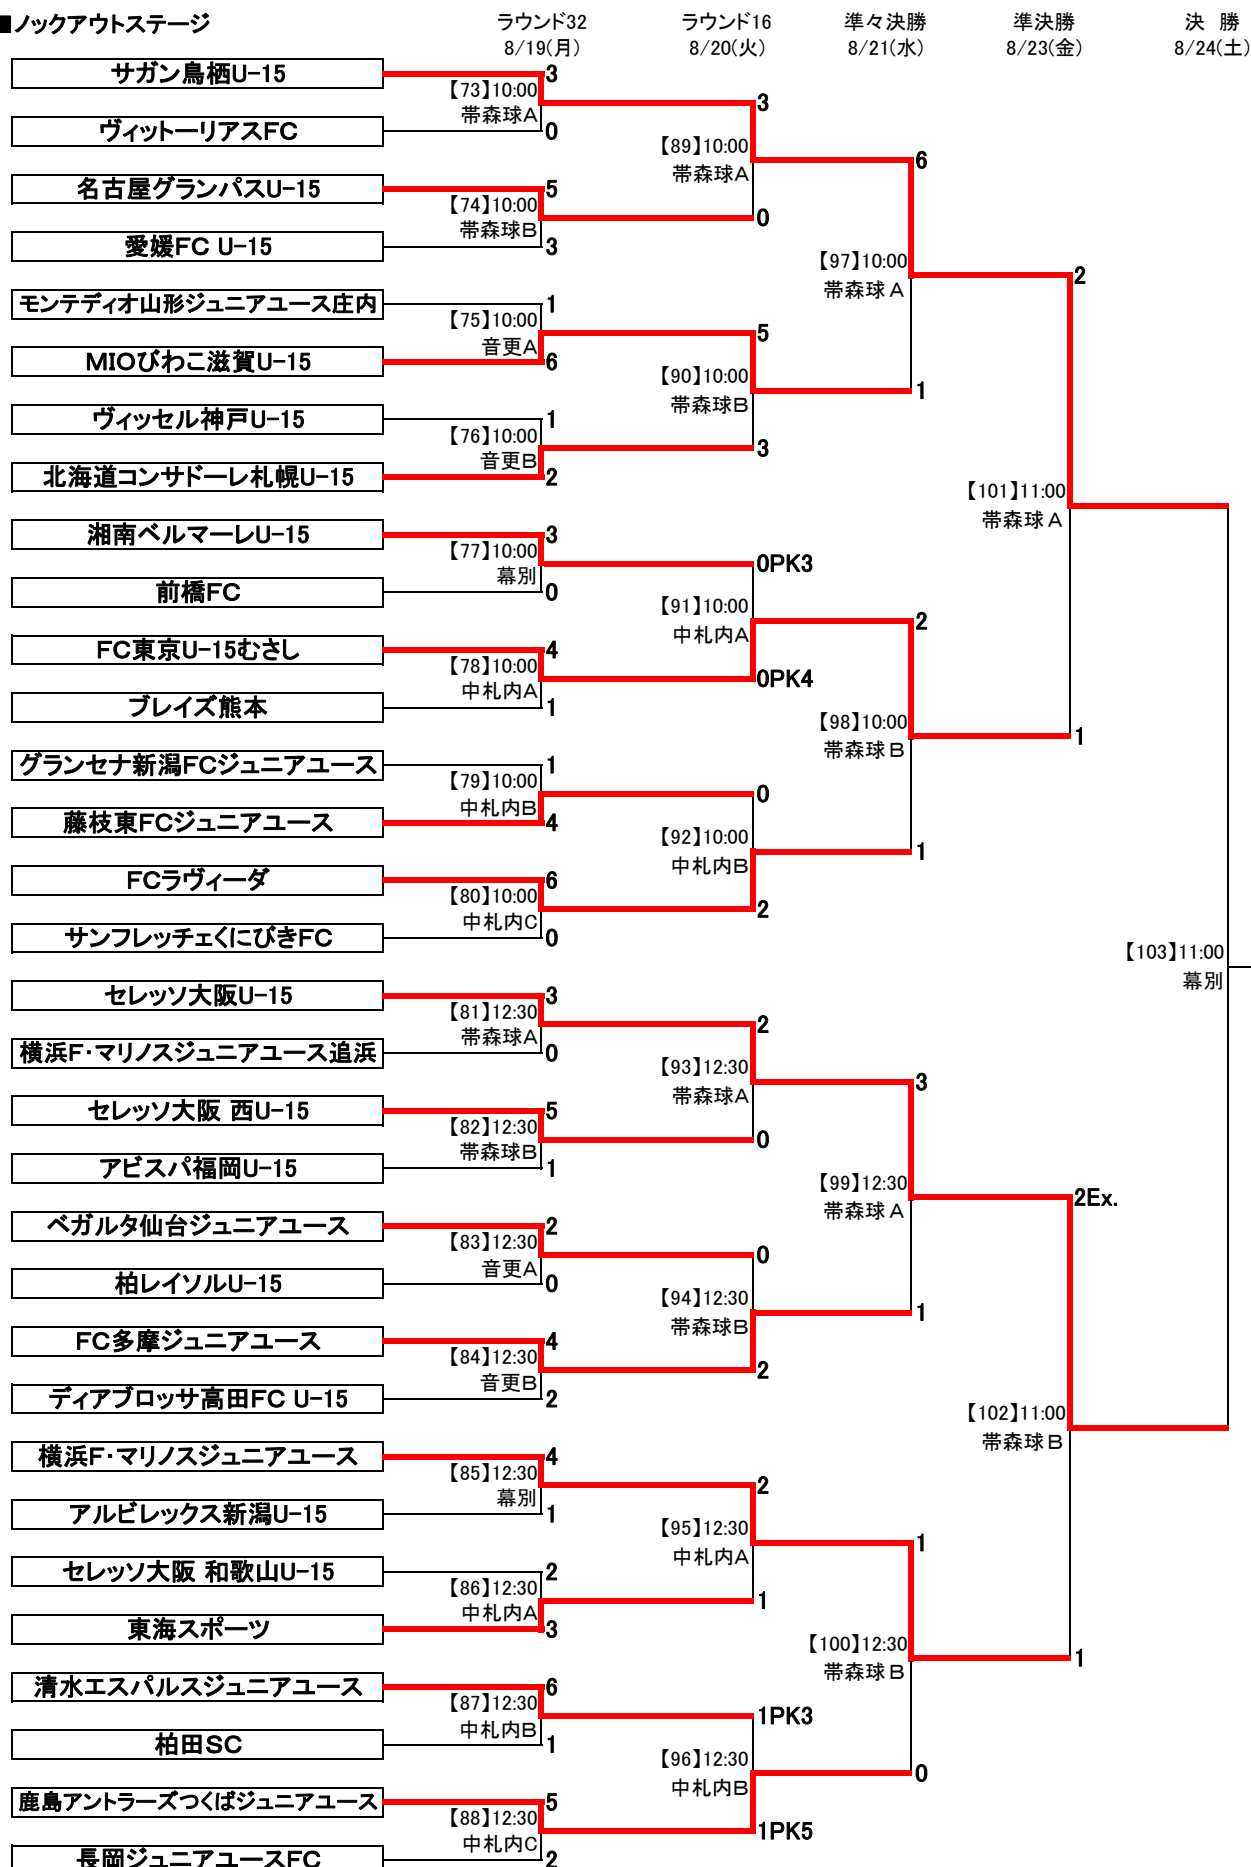 ■ノックアウトステージ
ラウンド32 ラウンド16 準々決勝 準決勝 決 勝
8/19(月) 8/20(火) 8/21(水) 8/23(金) 8/24(土)
サガン鳥栖U-15 3
【73】10:00
帯森球A
3
ヴィットーリアスFC 0
【89】10:00
帯森球A
6
名古屋グランパスU-15 5
【74】10:00
帯森球B
0
愛媛FC U-15 3
【97】10:00
帯森球A
2
モンテディオ山形ジュニアユース庄内 1
【75】10:00
音更A
5
MIOびわこ滋賀U-15 6
【90】10:00
帯森球B
1
ヴィッセル神戸U-15 1
【76】10:00
音更B
3
北海道コンサドーレ札幌U-15 2
【101】11:00
帯森球A
湘南ベルマーレU-15 3
【77】10:00
幕別
0PK3
前橋FC 0
【91】10:00
中札内A
2
FC東京U-15むさし 4
【78】10:00
中札内A
0PK4
ブレイズ熊本 1
【98】10:00
帯森球B
1
グランセナ新潟FCジュニアユース 1
【79】10:00
中札内B
0
藤枝東FCジュニアユース 4
【92】10:00
中札内B
1
FCラヴィーダ 6
【80】10:00
中札内C
2
サンフレッチェくにびきFC 0
【103】11:00
幕別
セレッソ大阪U-15 3
【81】12:30
帯森球A
2
横浜F・マリノスジュニアユース追浜 0
【93】12:30
帯森球A
3
セレッソ大阪 西U-15 5
【82】12:30
帯森球B
0
アビスパ福岡U-15 1
【99】12:30
帯森球A
2Ex.
ベガルタ仙台ジュニアユース 2
【83】12:30
音更A
0
柏レイソルU-15 0
【94】12:30
帯森球B
1
FC多摩ジュニアユース 4
【84】12:30
音更B
2
ディアブロッサ高田FC U-15 2
【102】11:00
帯森球B
横浜F・マリノスジュニアユース 4
【85】12:30
幕別
2
アルビレックス新潟U-15 1
【95】12:30
中札内A
1
セレッソ大阪 和歌山U-15 2
【86】12:30
中札内A
1
東海スポーツ 3
【100】12:30
帯森球B
1
清水エスパルスジュニアユース 6
【87】12:30
中札内B
1PK3
柏田SC 1
【96】12:30
中札内B
0
鹿島アントラーズつくばジュニアユース 5
【88】12:30
中札内C
1PK5
長岡ジュニアユースFC 2